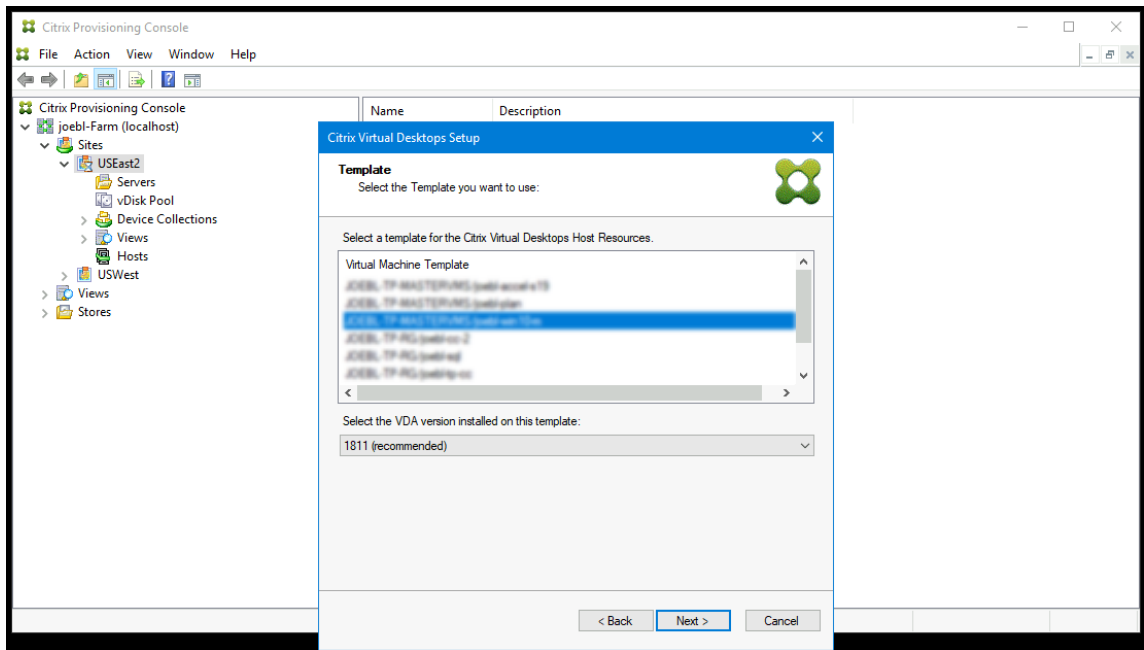 Citrix Provisioning Console
File Action View Window Help
Citrix Provisioning Console
joebl-Farm (localhost)
Sites
USEast2
Servers
vDisk Pool
Device Collections
Views
Hosts
USWest
Views
Stores
Name Description
Citrix Virtual Desktops Setup
Template
Select the Template you want to use:
Select a template for the Citrix Virtual Desktops Host Resources.
Virtual Machine Template
Select the VDA version installed on this template:
1811 (recommended)
< Back Next > Cancel